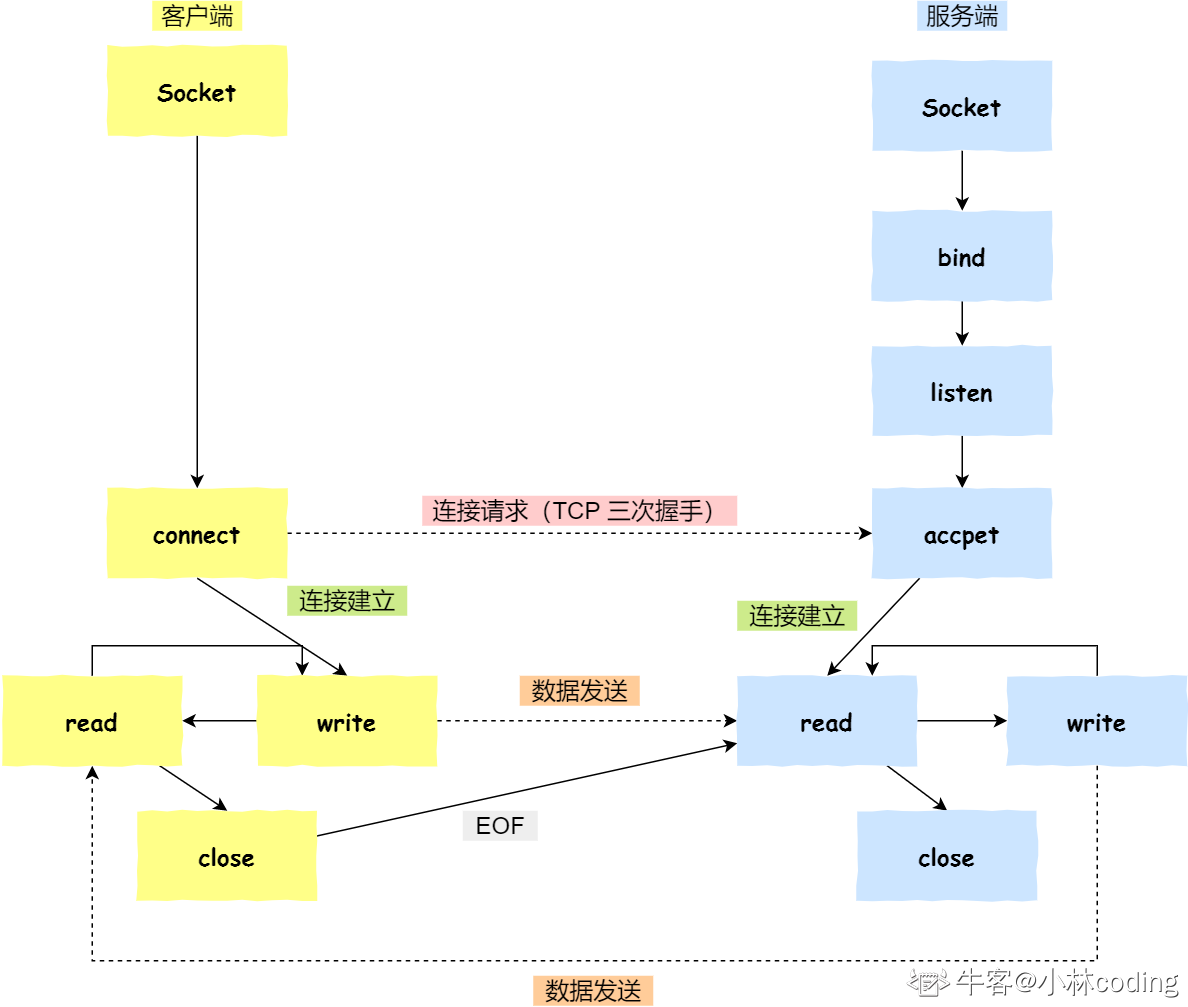 客户端
服务端
Socket
Socket
bind
listen
连接请求（TCP 三次握手）
connect
accpet
连接建立
连接建立
数据发送
read
write
read
write
EOF
close
close
数据发送
牛客@小林coding